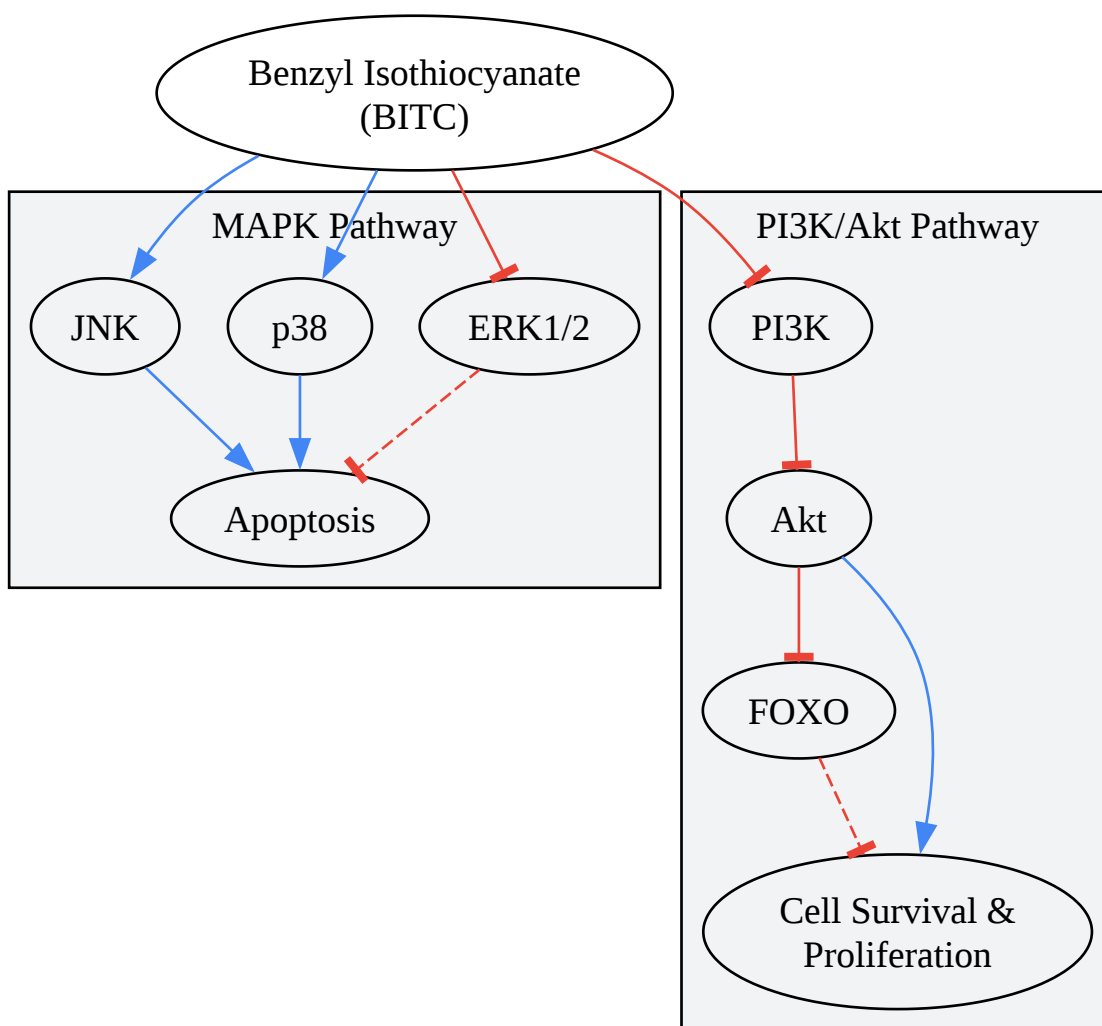 Benzyl Isothiocyanate
(BITC)
MAPK Pathway
PI3K/Akt Pathway
JNK
p38
ERK1/2
PI3K
Apoptosis
Akt
FOXO
Cell Survival &
Proliferation